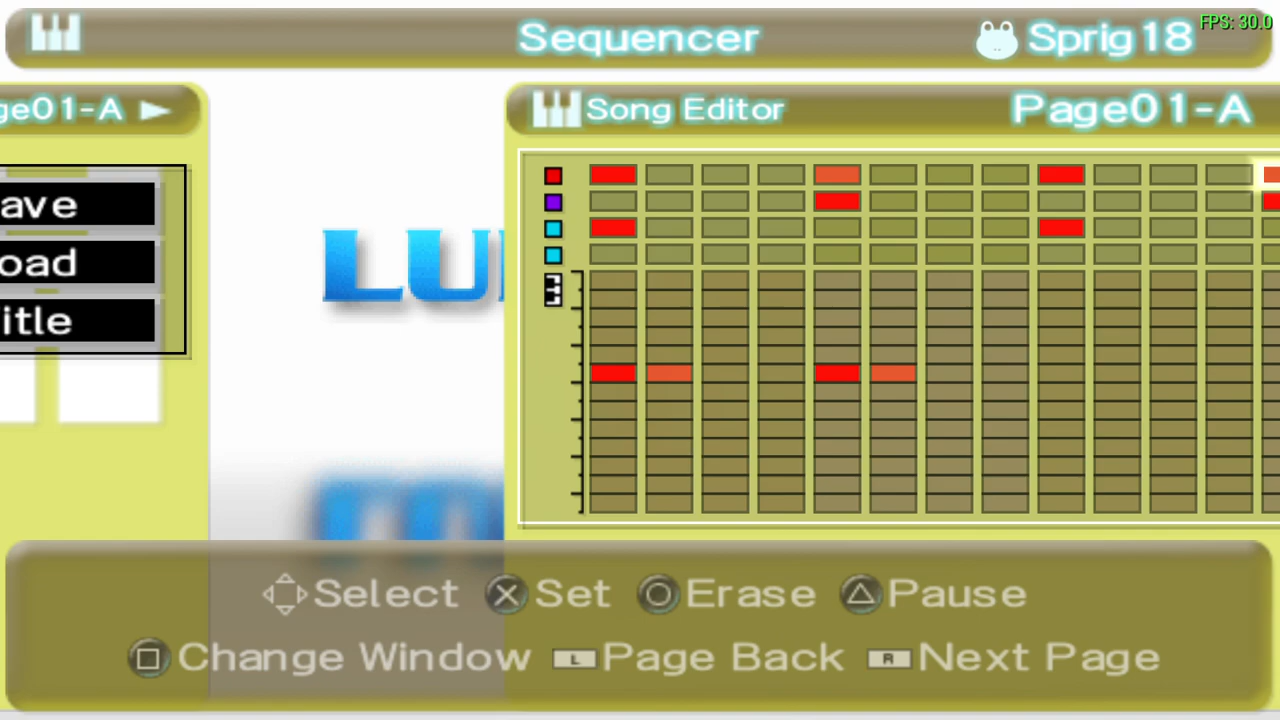 Sequencer
Sprig18
FPS: 30.0
ge01-A
Song Editor
Page01-A
ave
oad
itle
LU
Select Set Erase Pause
Change Window L Page Back R Next Page